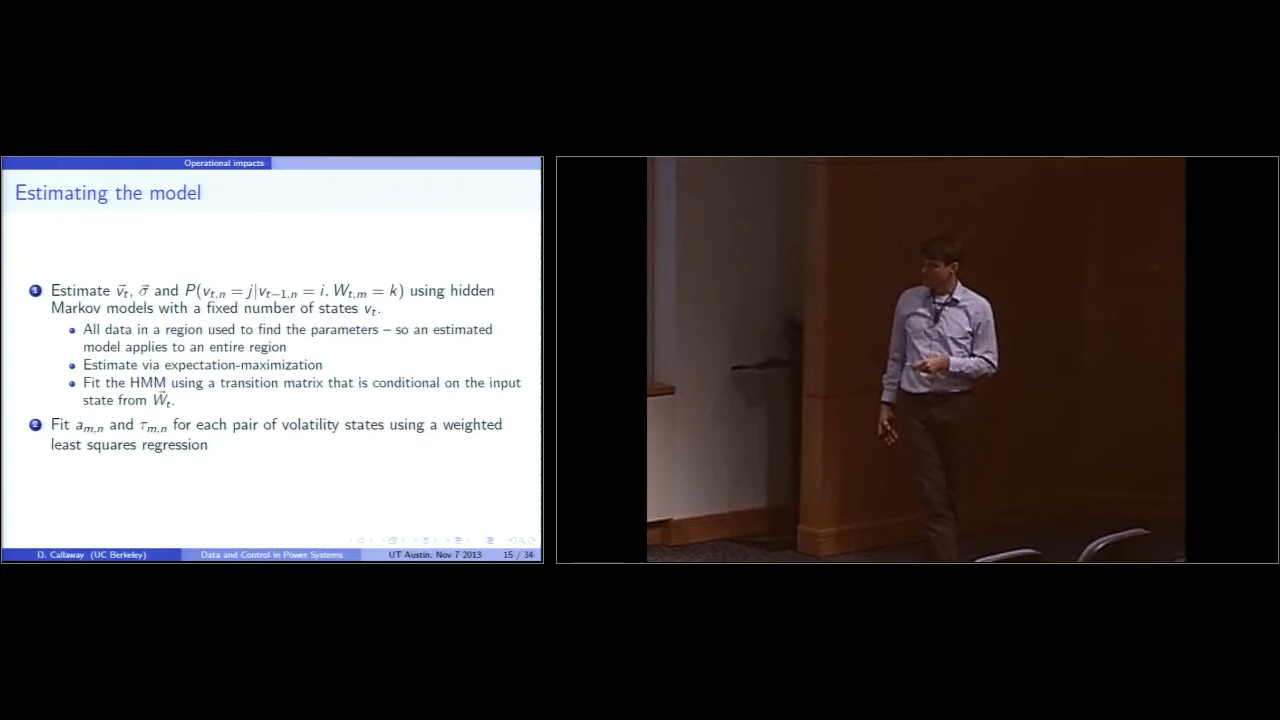 Operational impacts
Estimating the model
1 Estimate v⃗ₜ, σ⃗ and P(vₜ,ₙ = j|vₜ₋₁,ₙ = i, Wₜ,ₘ = k) using hidden
Markov models with a fixed number of states vₜ.
All data in a region used to find the parameters – so an estimated
model applies to an entire region
Estimate via expectation-maximization
Fit the HMM using a transition matrix that is conditional on the input
state from W⃗ₜ.
2 Fit aₘ,ₙ and τₘ,ₙ for each pair of volatility states using a weighted
least squares regression
D. Callaway (UC Berkeley) Data and Control in Power Systems UT Austin, Nov 7 2013 15 / 34